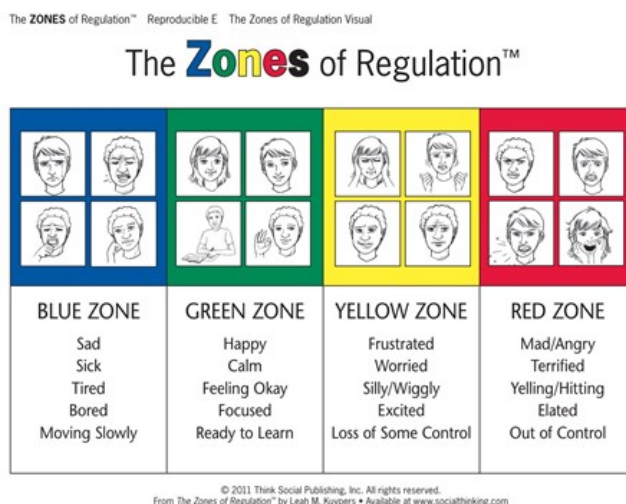 The ZONES of Regulation™ Reproducible E The Zones of Regulation Visual
The Zones of Regulation™
BLUE ZONE
Sad
Sick
Tired
Bored
Moving Slowly
GREEN ZONE
Happy
Calm
Feeling Okay
Focused
Ready to Learn
YELLOW ZONE
Frustrated
Worried
Silly/Wiggly
Excited
Loss of Some Control
RED ZONE
Mad/Angry
Terrified
Yelling/Hitting
Elated
Out of Control
© 2011 Think Social Publishing, Inc. All rights reserved.
From The Zones of Regulation™ by Leah M. Kuypers • Available at www.socialthinking.com